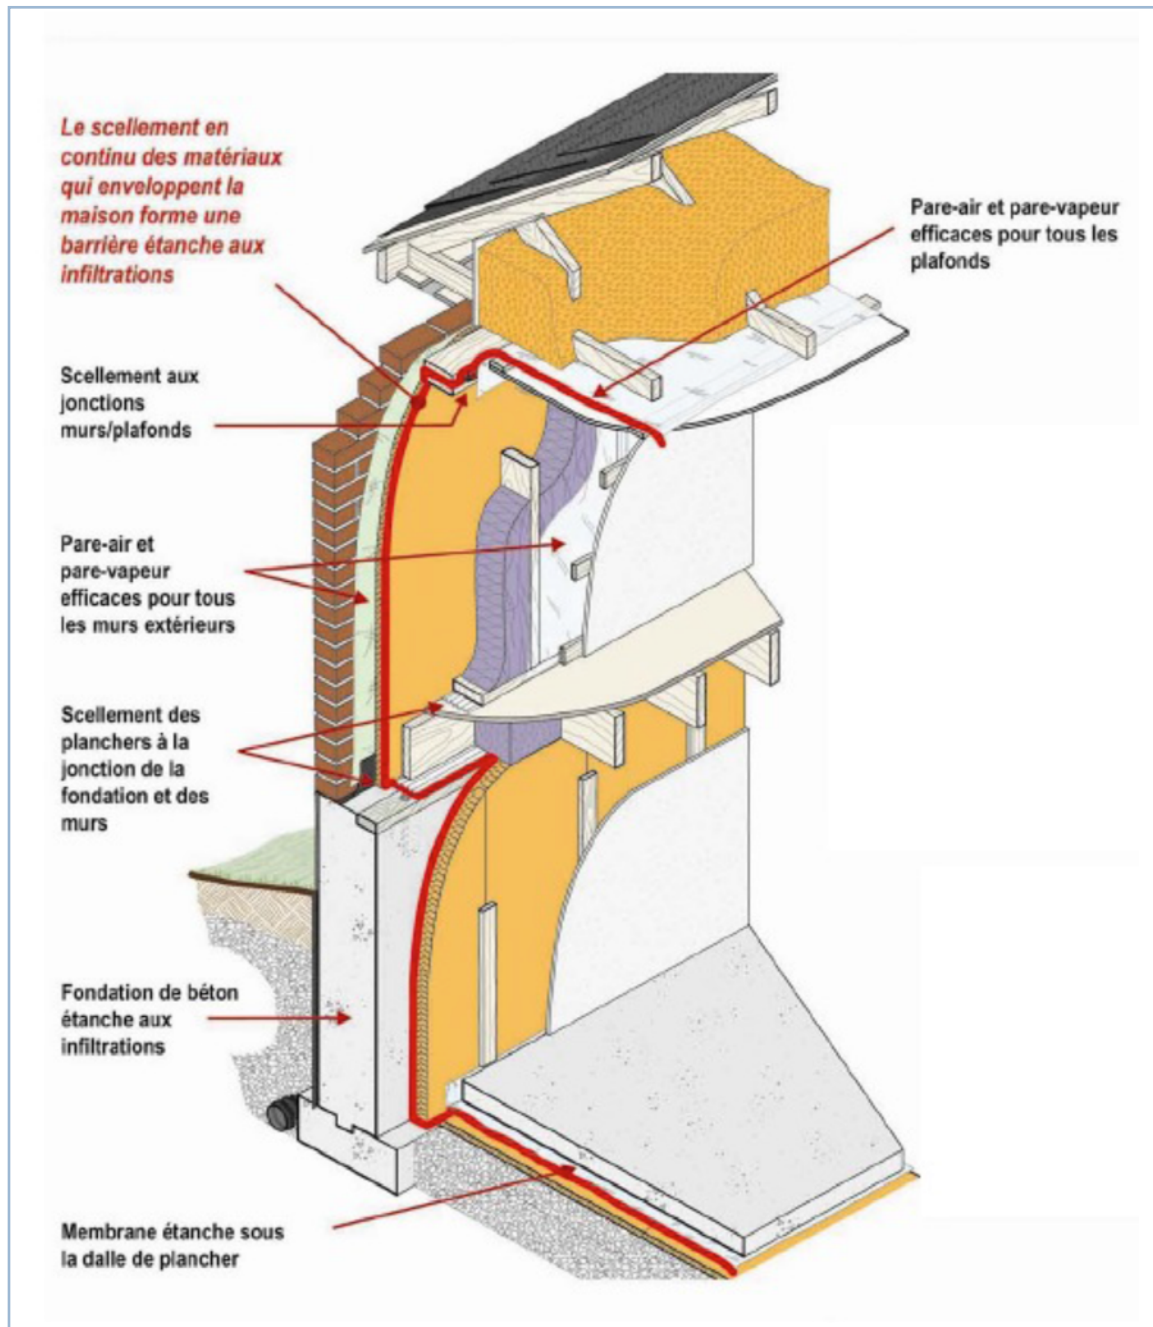 Le scellement en
continu des matériaux
qui enveloppent la
maison forme une
barrière étanche aux
infiltrations
Pare-air et pare-vapeur
efficaces pour tous les
plafonds
Scellement aux
jonctions
murs/plafonds
Pare-air et
pare-vapeur
efficaces pour tous
les murs extérieurs
Scellement des
planchers à la
jonction de la
fondation et des
murs
Fondation de béton
étanche aux
infiltrations
Membrane étanche sous
la dalle de plancher